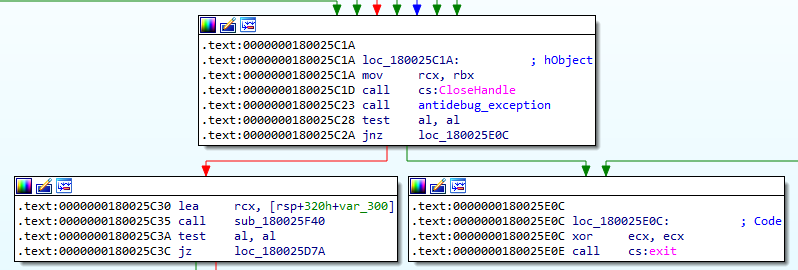 .text:0000000180025C1A
.text:0000000180025C1A loc_180025C1A: ; hObject
.text:0000000180025C1A mov rcx, rbx
.text:0000000180025C1D call cs:CloseHandle
.text:0000000180025C23 call antidebug_exception
.text:0000000180025C28 test al, al
.text:0000000180025C2A jnz loc_180025E0C
.text:0000000180025C30 lea rcx, [rsp+320h+var_300]
.text:0000000180025C35 call sub_180025F40
.text:0000000180025C3A test al, al
.text:0000000180025C3C jz loc_180025D7A
.text:0000000180025E0C
.text:0000000180025E0C loc_180025E0C: ; Code
.text:0000000180025E0C xor ecx, ecx
.text:0000000180025E0E call cs:exit